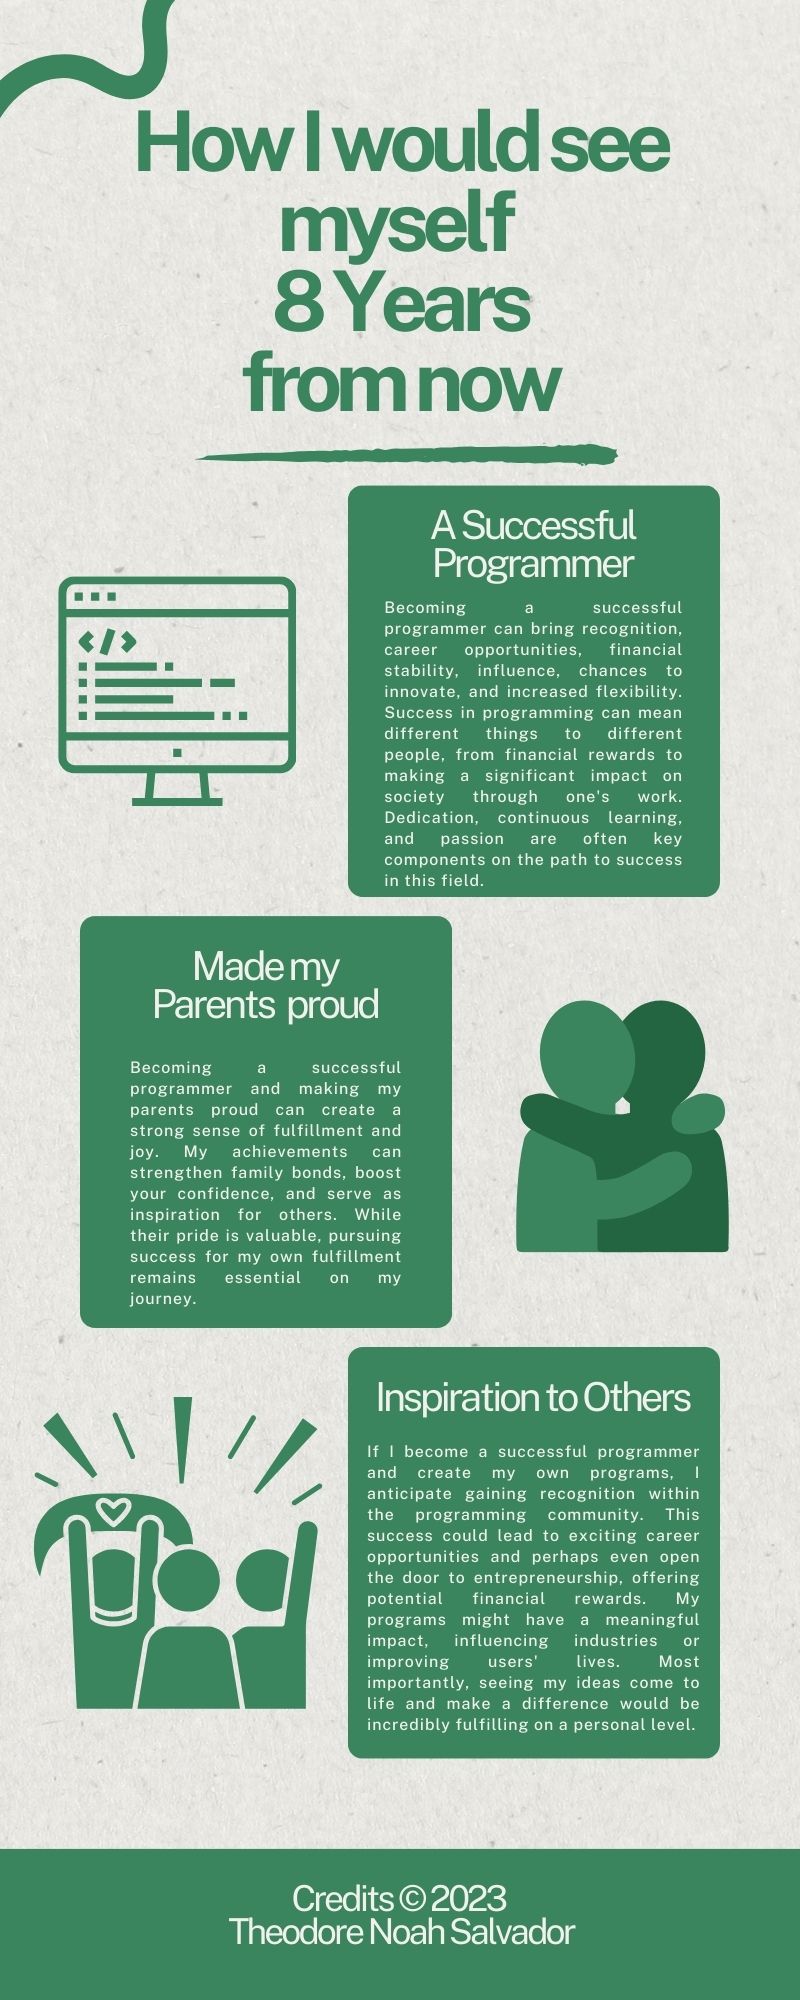 How I would see
myself
8 Years
from now
</>
A Successful
Programmer
Becoming a successful
programmer can bring recognition,
career opportunities, financial
stability, influence, chances to
innovate, and increased flexibility.
Success in programming can mean
different things to different
people, from financial rewards to
making a significant impact on
society through one's work.
Dedication, continuous learning,
and passion are often key
components on the path to success
in this field.
Made my
Parents proud
Becoming a successful
programmer and making my
parents proud can create a
strong sense of fulfillment and
joy. My achievements can
strengthen family bonds, boost
your confidence, and serve as
inspiration for others. While
their pride is valuable, pursuing
success for my own fulfillment
remains essential on my
journey.
Inspiration to Others
If I become a successful programmer
and create my own programs, I
anticipate gaining recognition within
the programming community. This
success could lead to exciting career
opportunities and perhaps even open
the door to entrepreneurship, offering
potential financial rewards. My
programs might have a meaningful
impact, influencing industries or
improving users' lives. Most
importantly, seeing my ideas come to
life and make a difference would be
incredibly fulfilling on a personal level.
Credits © 2023
Theodore Noah Salvador